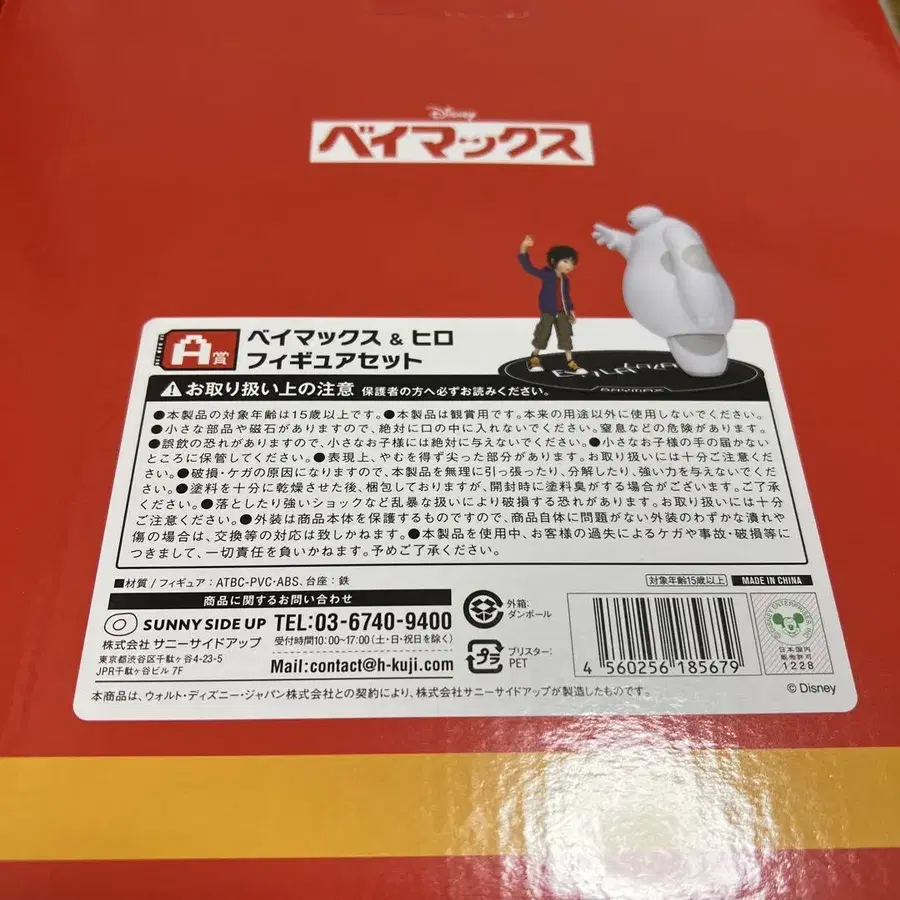 Disney
ベイマックス
A賞
ベイマックス & ヒロ
フィギュアセット
BAYMAX
お取り扱い上の注意 保護者の方へ必ずお読みください。
●本製品の対象年齢は15歳以上です。●本製品は観賞用です。本来の用途以外に使用しないでください。
●小さな部品や磁石がありますので、絶対に口の中に入れないでください。窒息などの危険があります。
●誤飲の恐れがありますので、小さなお子様には絶対に与えないでください。●小さなお子様の手の届かない
ところに保管してください。●表現上、やむを得ず尖った部分があります。お取り扱いには十分ご注意くだ
さい。●破損・ケガの原因になりますので、本製品を無理に引っ張ったり、分解したり、強い力を与えないでくだ
さい。●塗料を十分に乾燥させた後、梱包しておりますが、開封時に塗料臭がする場合がございます。ご了承
ください。●落としたり強いショックなど乱暴な扱いにより破損する恐れがあります。お取り扱いには十分
ご注意ください。●外装は商品本体を保護するものですので、商品自体に問題がない外装のわずかな潰れや
傷の場合は、交換等の対応は致しかねます。●本製品を使用中、お客様の過失によるケガや事故・破損等に
つきまして、一切責任を負いかねます。予めご了承ください。
■材質 / フィギュア：ATBC-PVC・ABS、台座：鉄
対象年齢15歳以上
MADE IN CHINA
商品に関するお問い合わせ
SUNNY SIDE UP
株式会社 サニーサイドアップ
東京都渋谷区千駄ヶ谷4-23-5
JPR千駄ヶ谷ビル 7F
TEL:03-6740-9400
受付時間10:00~17:00(土・日・祝日を除く)
Mail:contact@h-kuji.com
外箱:
ダンボール
プラ
ブリスター:
PET
4 560256 185679
日本国内
販売許可
1228
本商品は、ウォルト・ディズニー・ジャパン株式会社との契約により、株式会社サニーサイドアップが製造したものです。
© Disney